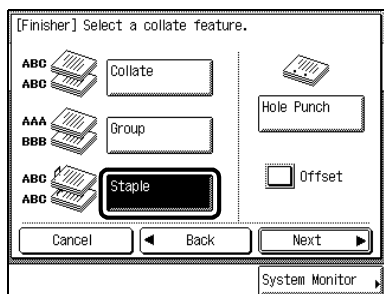 [Finisher] Select a collate feature.
ABC
ABC
Collate
AAA
BBB
Group
ABC
ABC
Staple
Hole Punch
Offset
Cancel
Back
Next
System Monitor